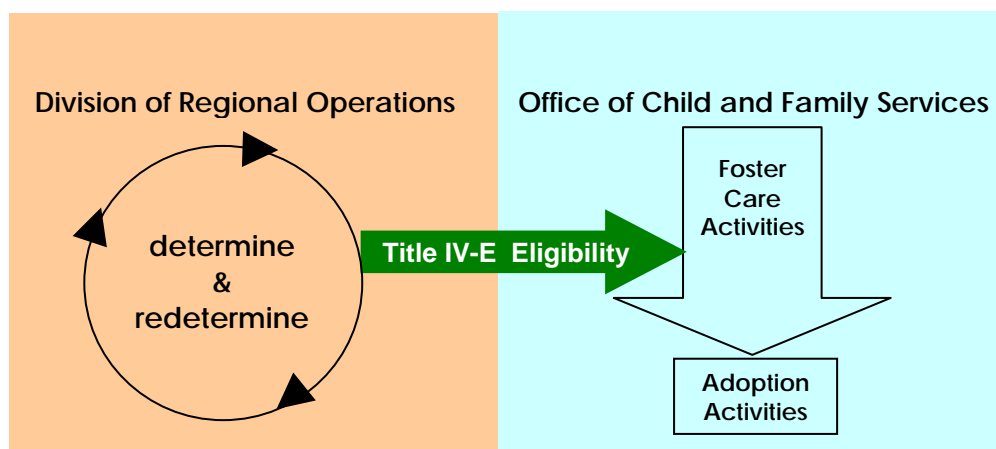 Division of Regional Operations
Office of Child and Family Services
determine
&
redetermine
Title IV-E Eligibility
Foster
Care
Activities
Adoption
Activities